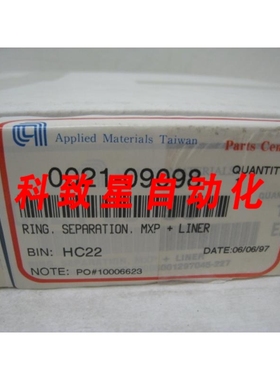 Applied Materials Taiwan
Parts Cen
0021-09698
QUANTIT
科致星自动化
RING, SEPARATION, MXP + LINER
BIN: HC22
DATE:06/06/97
NOTE: PO#10006623